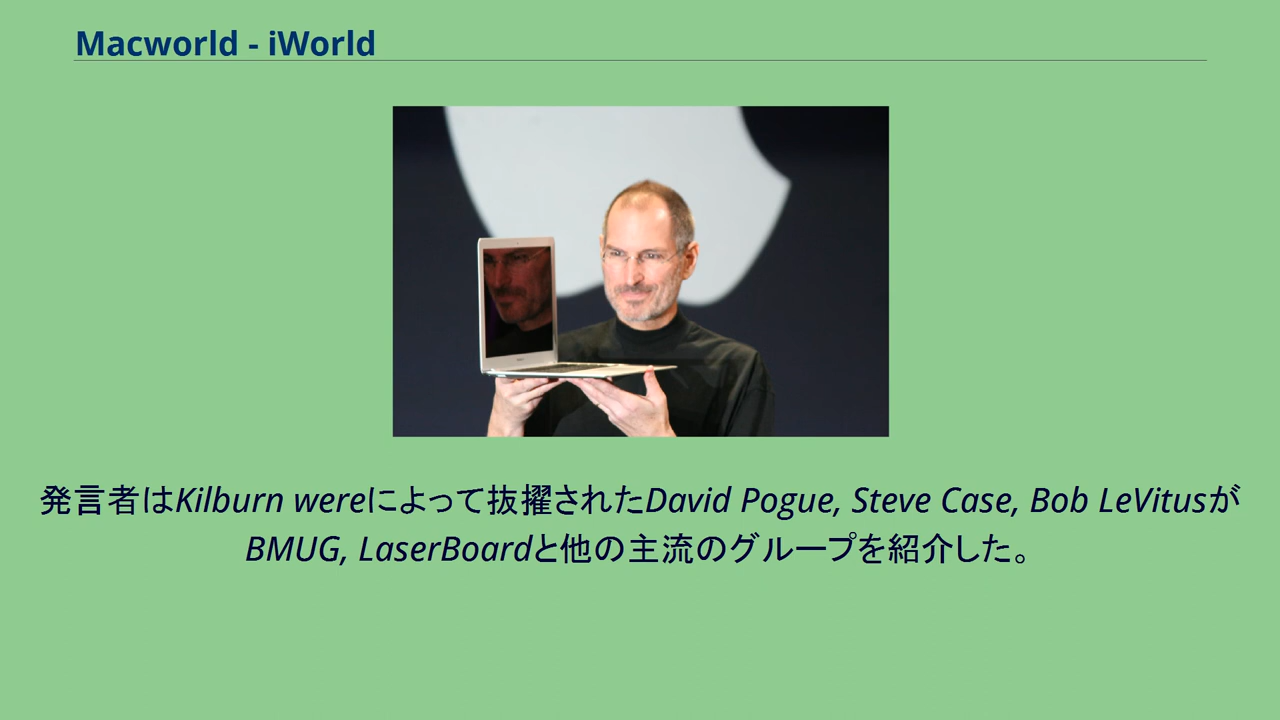 Macworld - iWorld
発言者はKilburn wereによって抜擢されたDavid Pogue, Steve Case, Bob LeVitusが
BMUG, LaserBoardと他の主流のグループを紹介した。